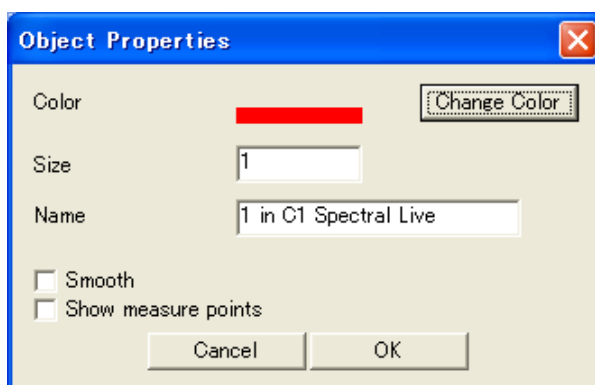 Object Properties
Color
Change Color
Size
1
Name
1 in C1 Spectral Live
Smooth
Show measure points
Cancel
OK